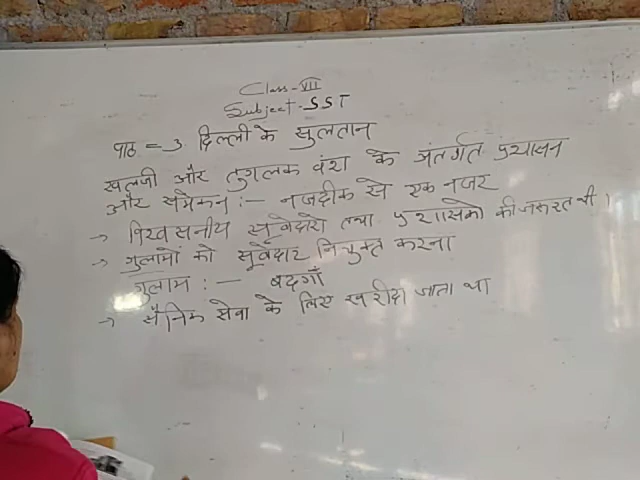 Class - VII
Subject - SST
पाठ = 3 दिल्ली के सुलतान
खलजी और तुगलक वंश के अंतर्गत प्रशासन
और समेकन :- नजदीक से एक नजर
→ विश्वसनीय सूबेदारो तथा प्रशासको की जरूरत थी ।
→ गुलामों को सूबेदार नियुक्त करना
गुलाम :- बदगाँ
→ सैनिक सेवा के लिए खरीदा जाता था